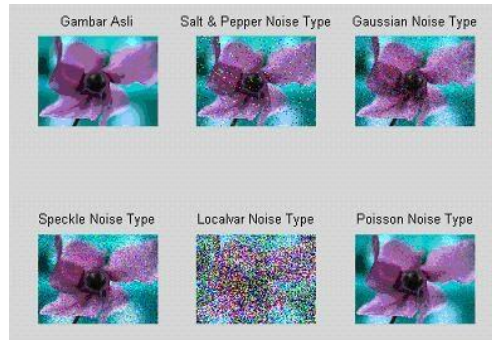 Gambar Asli
Salt & Pepper Noise Type
Gaussian Noise Type
Speckle Noise Type
Localvar Noise Type
Poisson Noise Type